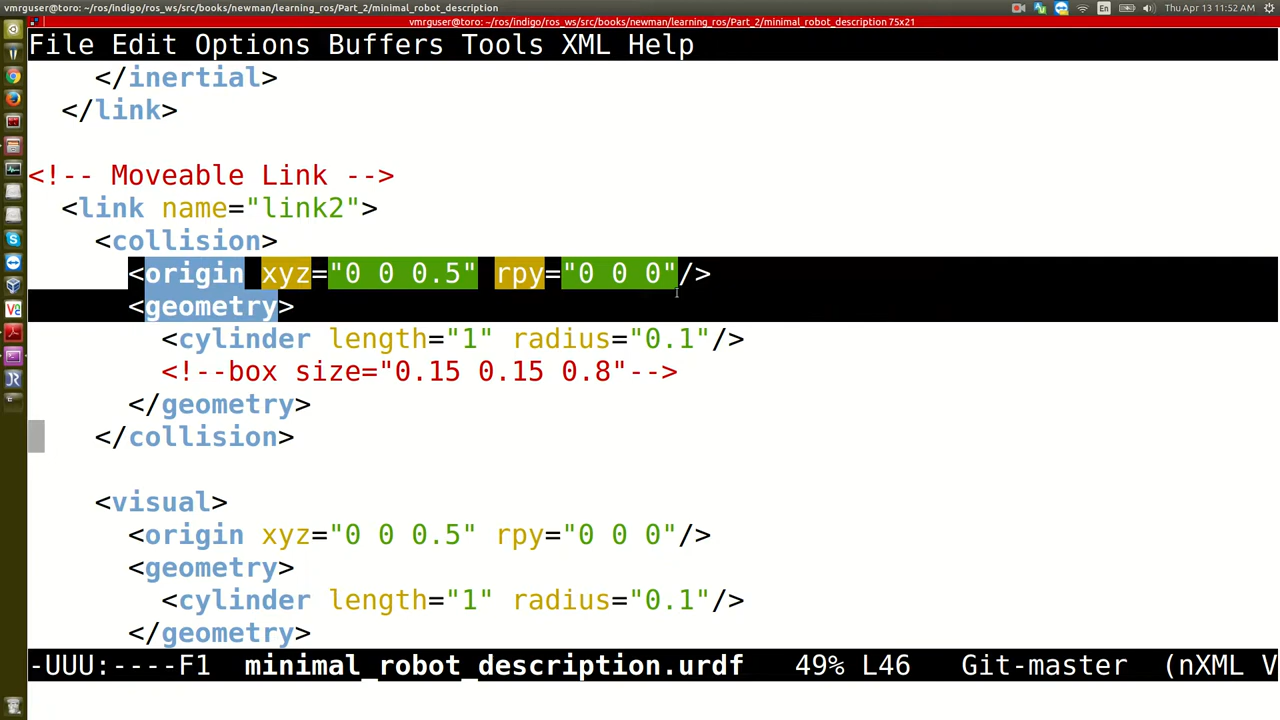 vmrguser@toro: ~/ros/indigo/ros_ws/src/books/newman/learning_ros/Part_2/minimal_robot_description
En
Thu Apr 13 11:52 AM
vmrguser@toro: ~/ros/indigo/ros_ws/src/books/newman/learning_ros/Part_2/minimal_robot_description 75x21
File Edit Options Buffers Tools XML Help
</inertial>
</link>
<!-- Moveable Link -->
<link name="link2">
<collision>
<origin xyz="0 0 0.5" rpy="0 0 0"/>
<geometry>
<cylinder length="1" radius="0.1"/>
<!--box size="0.15 0.15 0.8"-->
</geometry>
</collision>
<visual>
<origin xyz="0 0 0.5" rpy="0 0 0"/>
<geometry>
<cylinder length="1" radius="0.1"/>
</geometry>
-UUU:----F1 minimal_robot_description.urdf 49% L46 Git-master (nXML V